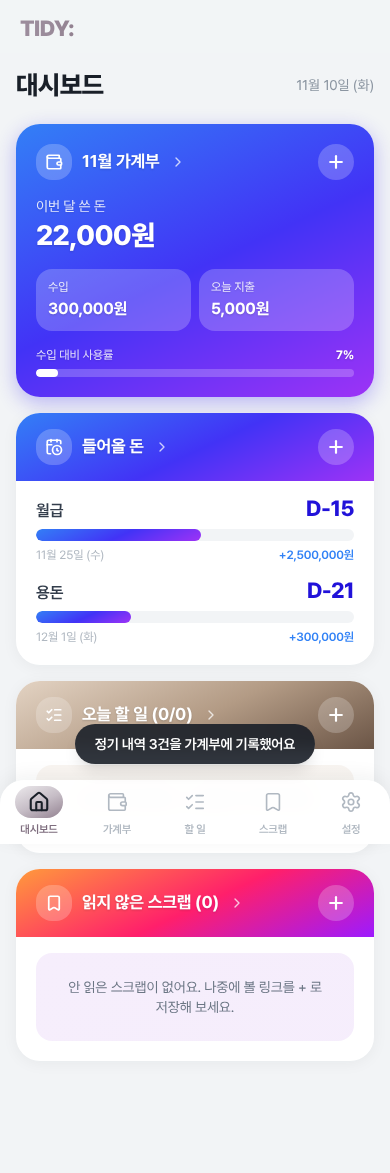 TIDY:
대시보드
11월 10일 (화)
11월 가계부
이번 달 쓴 돈
22,000원
수입
300,000원
오늘 지출
5,000원
수입 대비 사용률
7%
들어올 돈
월급
D-15
11월 25일 (수)
+2,500,000원
용돈
D-21
12월 1일 (화)
+300,000원
오늘 할 일 (0/0)
정기 내역 3건을 가계부에 기록했어요
대시보드
가계부
할 일
스크랩
설정
읽지 않은 스크랩 (0)
안 읽은 스크랩이 없어요. 나중에 볼 링크를 + 로
저장해 보세요.